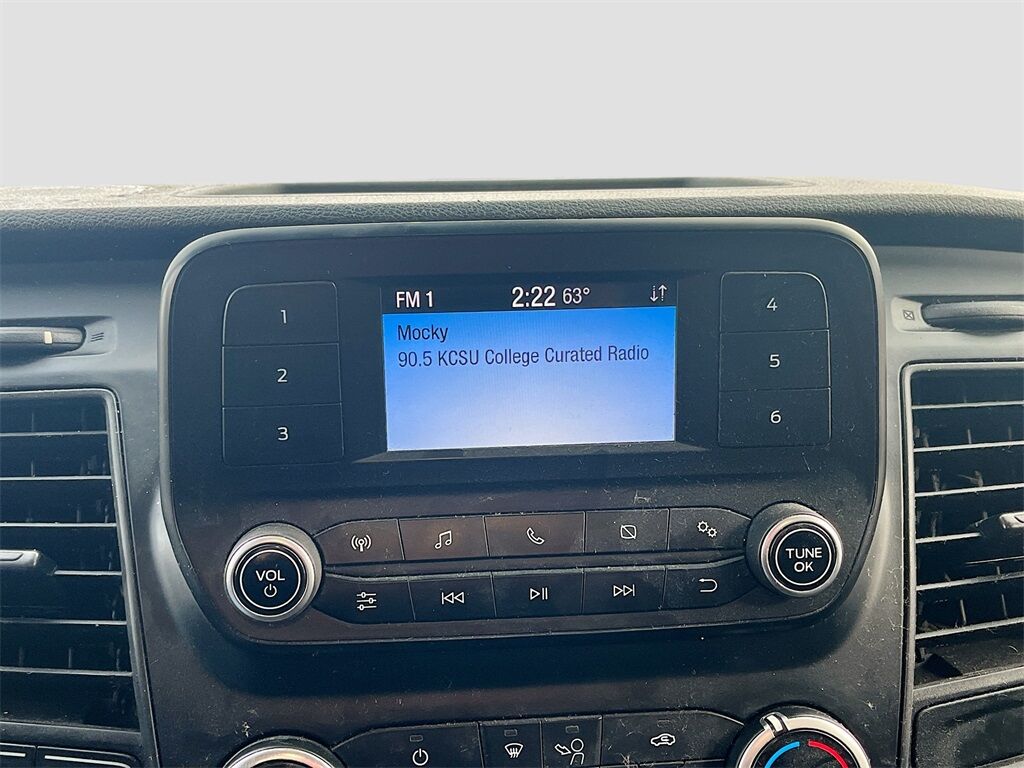 FM 1 2:22 63°
Mocky
90.5 KCSU College Curated Radio
1
2
3
4
5
6
VOL
TUNE
OK